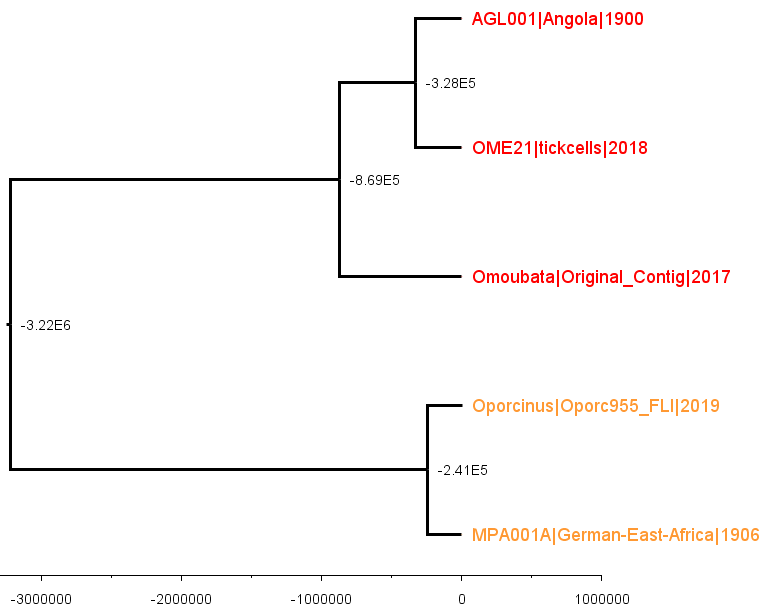 AGL001|Angola|1900
-3.28E5
OME21|tickcells|2018
-8.69E5
Omoubata|Original_Contig|2017
-3.22E6
Oporcinus|Oporc955_FLI|2019
-2.41E5
MPA001A|German-East-Africa|1906
-3000000 -2000000 -1000000 0 1000000